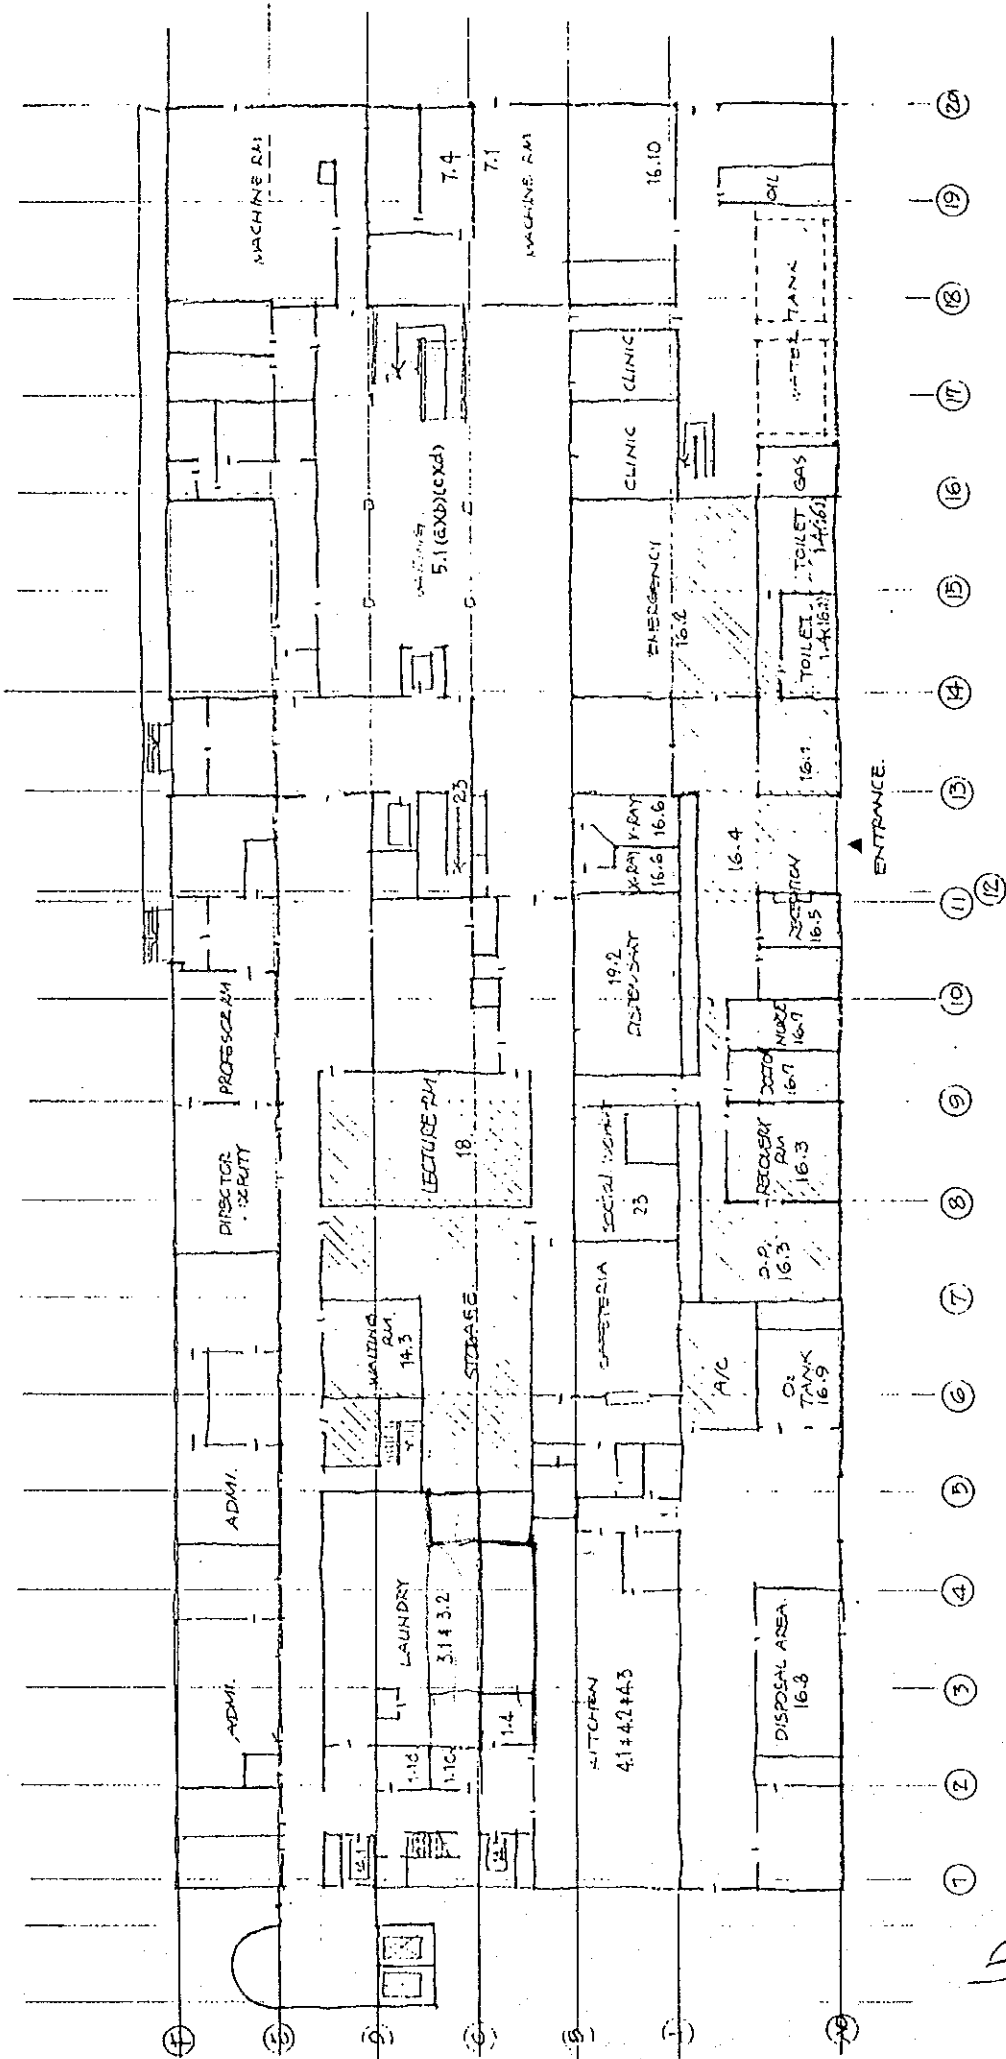 MACHINE RM
7.4
7.1
MACHINE RM
16.10
OIL
WATER TANK
CLINIC
CLINIC
GAS
5.1 (a)(b)(c)(d)
EMERGENCY
16.2
TOILET
TOILET
16.1
23
X-RAY
16.6
X-RAY
16.6
16.4
ENTRANCE.
RECEPTION
16.5
PROFESSOR RM
19.2
DISPENSARY
NURSE
16.7
DOCTOR
16.7
DIRECTOR
DEPUTY
LECTURE RM
18
SOCIAL
23
RECOVERY
RM
16.3
16.3
WAITING
RM.
14.3
STORAGE
CAFETERIA
A/C
O2
TANK
16.9
ADMI.
LAUNDRY
3.1 & 3.2
ADMI.
1.4
KITCHEN
4.1 & 4.2 & 4.3
DISPOSAL AREA.
16.8
1
2
3
4
5
6
7
8
9
10
11
12
13
14
15
16
17
18
19
20